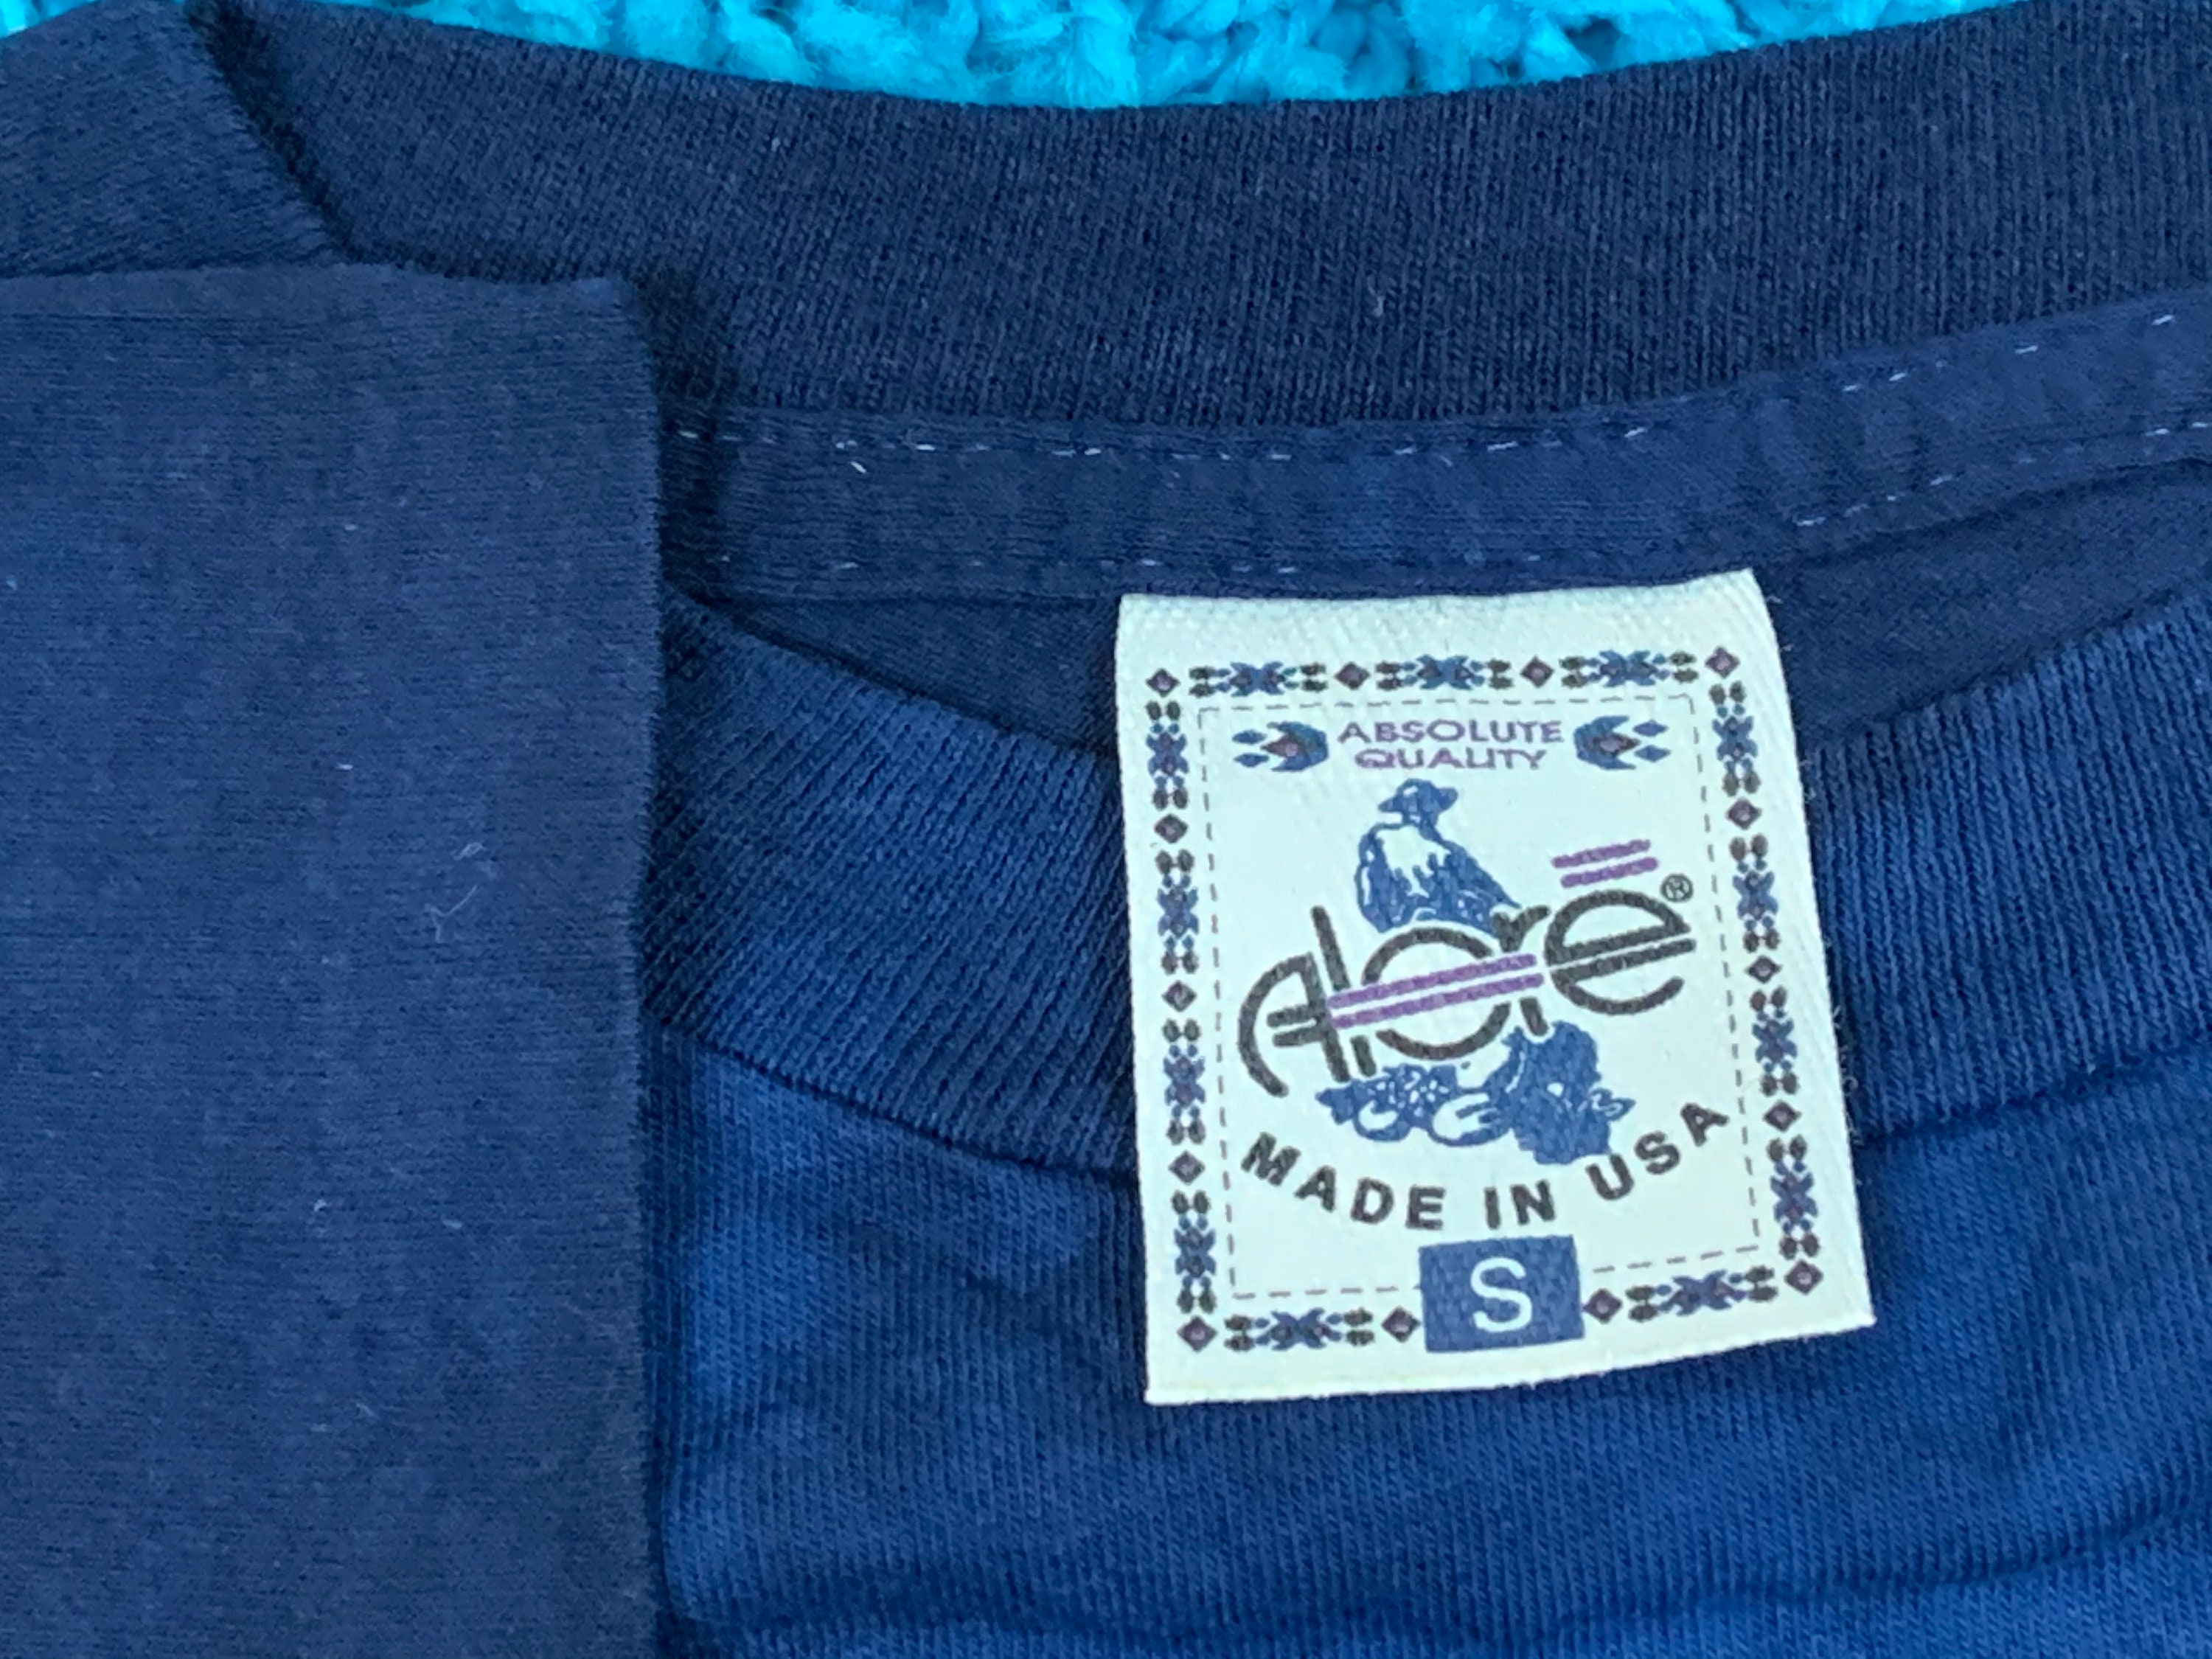 ABSOLUTE
QUALITY
Alore®
MADE IN USA
S